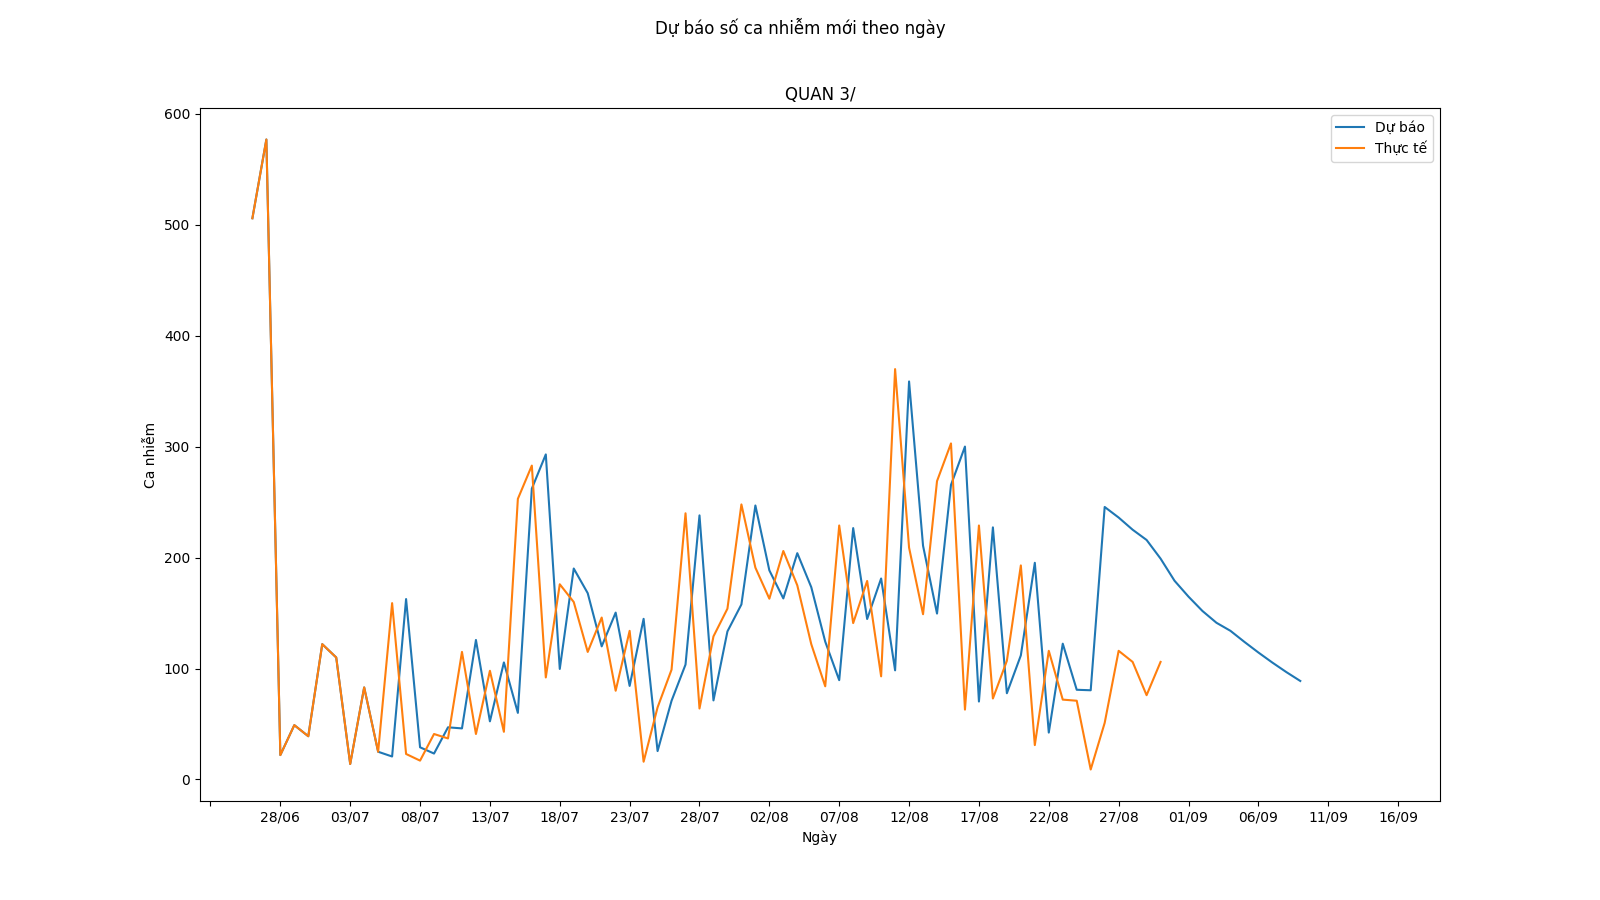 Dự báo số ca nhiễm mới theo ngày
QUAN 3/
600
500
400
300
200
100
0
Ca nhiễm
Dự báo
Thực tế
28/06 03/07 08/07 13/07 18/07 23/07 28/07 02/08 07/08 12/08 17/08 22/08 27/08 01/09 06/09 11/09 16/09
Ngày